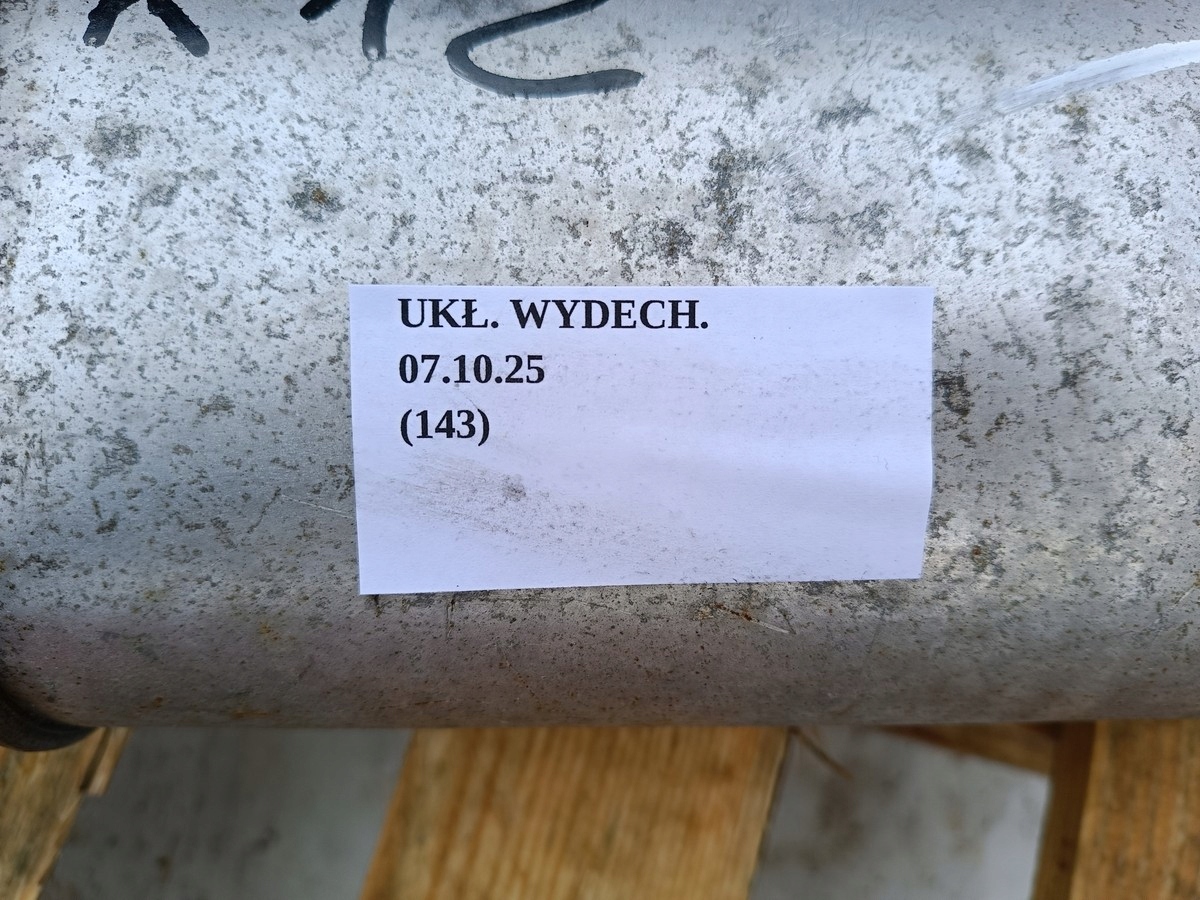 UKŁ. WYDECH.
07.10.25
(143)